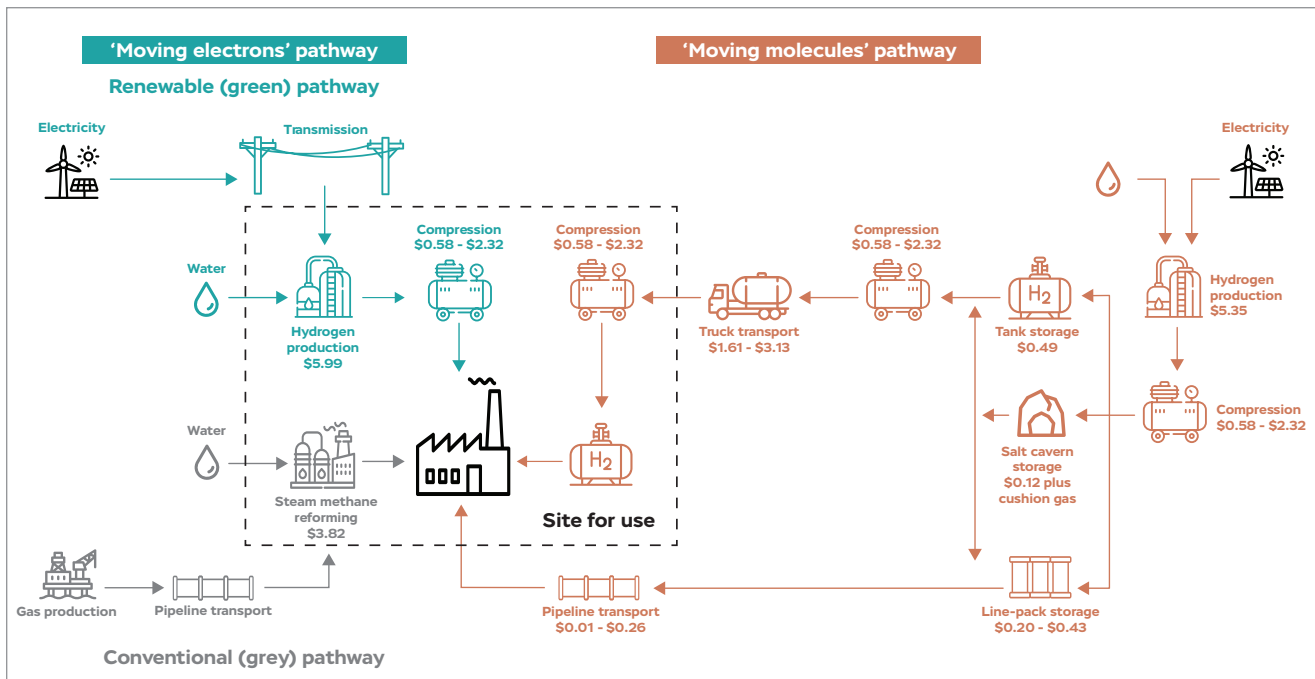 ‘Moving electrons’ pathway
‘Moving molecules’ pathway
Renewable (green) pathway
Electricity
Transmission
Electricity
Compression
$0.58 - $2.32
Compression
$0.58 - $2.32
Compression
$0.58 - $2.32
Water
Hydrogen
production
$5.99
Truck transport
$1.61 - $3.13
H2
Tank storage
$0.49
Hydrogen
production
$5.35
Compression
$0.58 - $2.32
Water
Steam methane
reforming
$3.82
H2
Salt cavern
storage
$0.12 plus
cushion gas
Site for use
Gas production
Pipeline transport
Pipeline transport
$0.01 - $0.26
Line-pack storage
$0.20 - $0.43
Conventional (grey) pathway